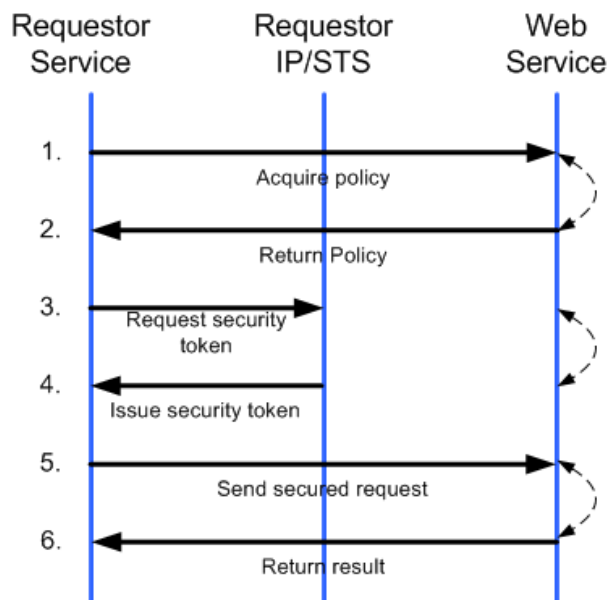 Requestor
Service
Requestor
IP/STS
Web
Service
1.
Acquire policy
2.
Return Policy
3.
Request security
token
4.
Issue security token
5.
Send secured request
6.
Return result